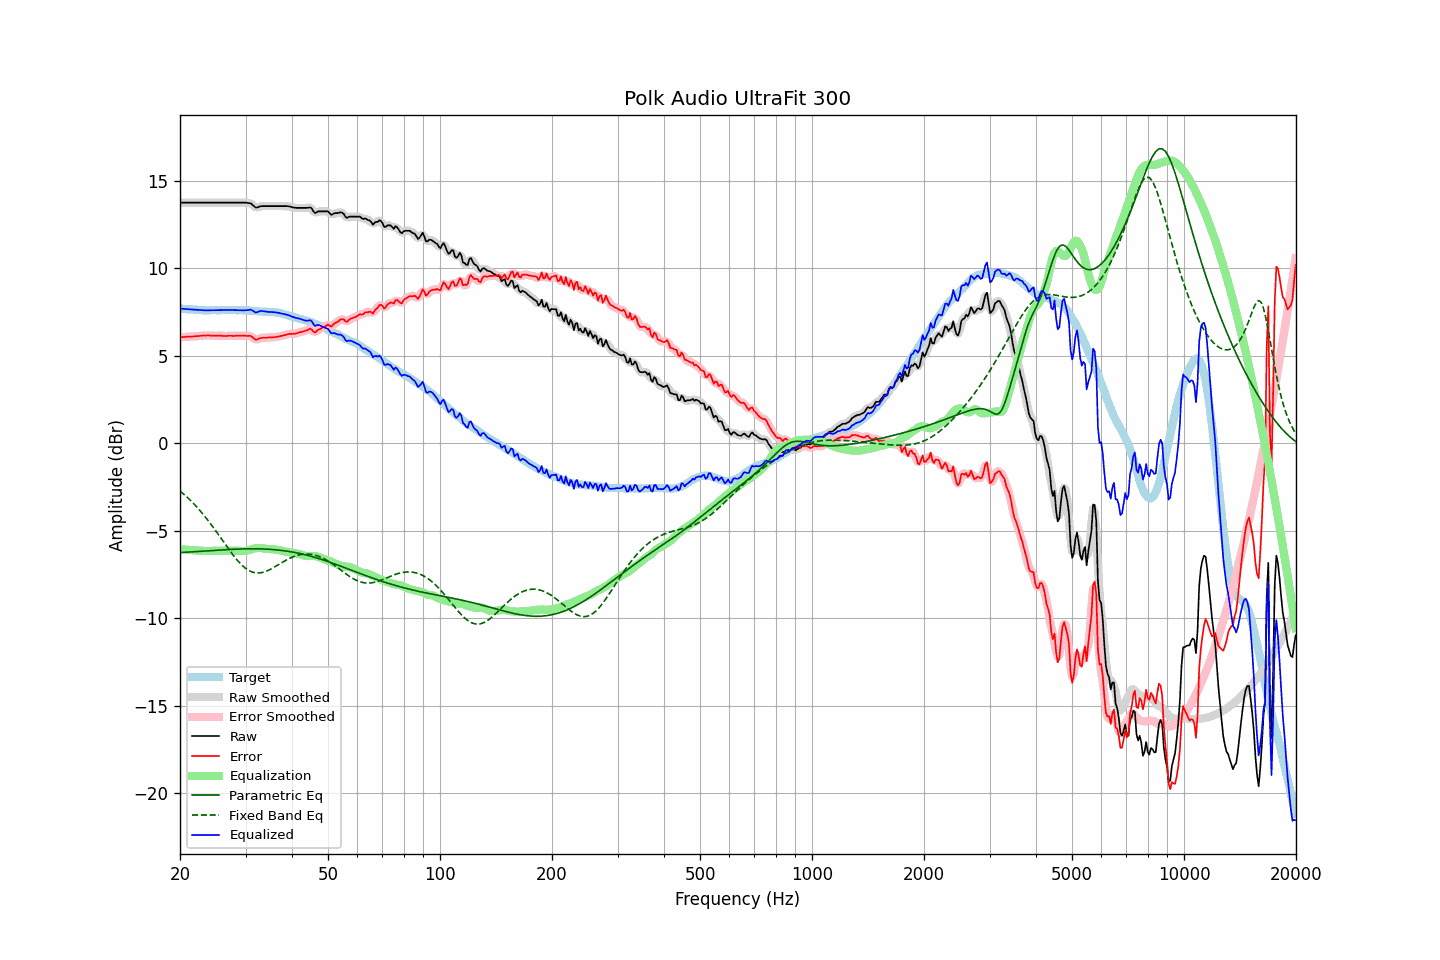 Polk Audio UltraFit 300
Amplitude (dBr)
15
10
5
0
−5
−10
−15
−20
Target
Raw Smoothed
Error Smoothed
Raw
Error
Equalization
Parametric Eq
Fixed Band Eq
Equalized
20 50 100 200 500 1000 2000 5000 10000 20000
Frequency (Hz)